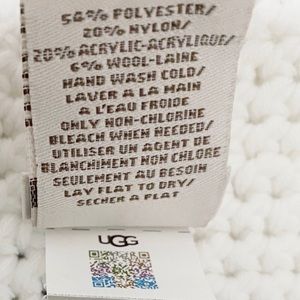 54% POLYESTER/
20% NYLON/
20% ACRYLIC-ACRYLIQUE/
6% WOOL-LAINE
HAND WASH COLD/
LAVER A LA MAIN
A L'EAU FROIDE
ONLY NON-CHLORINE
BLEACH WHEN NEEDED/
UTILISER UN AGENT DE
BLANCHIMENT NON CHLORE
SEULEMENT AU BESOIN
LAY FLAT TO DRY/
SECHER A PLAT
UGG